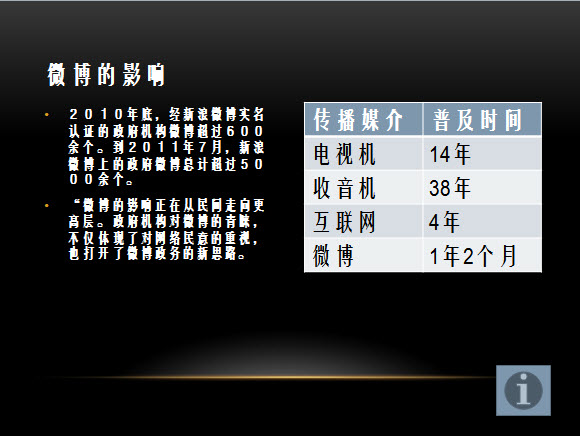 微博的影响
2010年底，经新浪微博实名
认证的政府机构微博超过600
余个。到2011年7月，新浪
微博上的政府微博总计超过50
00余个。
“微博的影响正在从民间走向更
高层。政府机构对微博的青睐，
不仅体现了对网络民意的重视，
也打开了微博政务的新思路。
传播媒介 普及时间
电视机 14年
收音机 38年
互联网 4年
微博 1年2个月